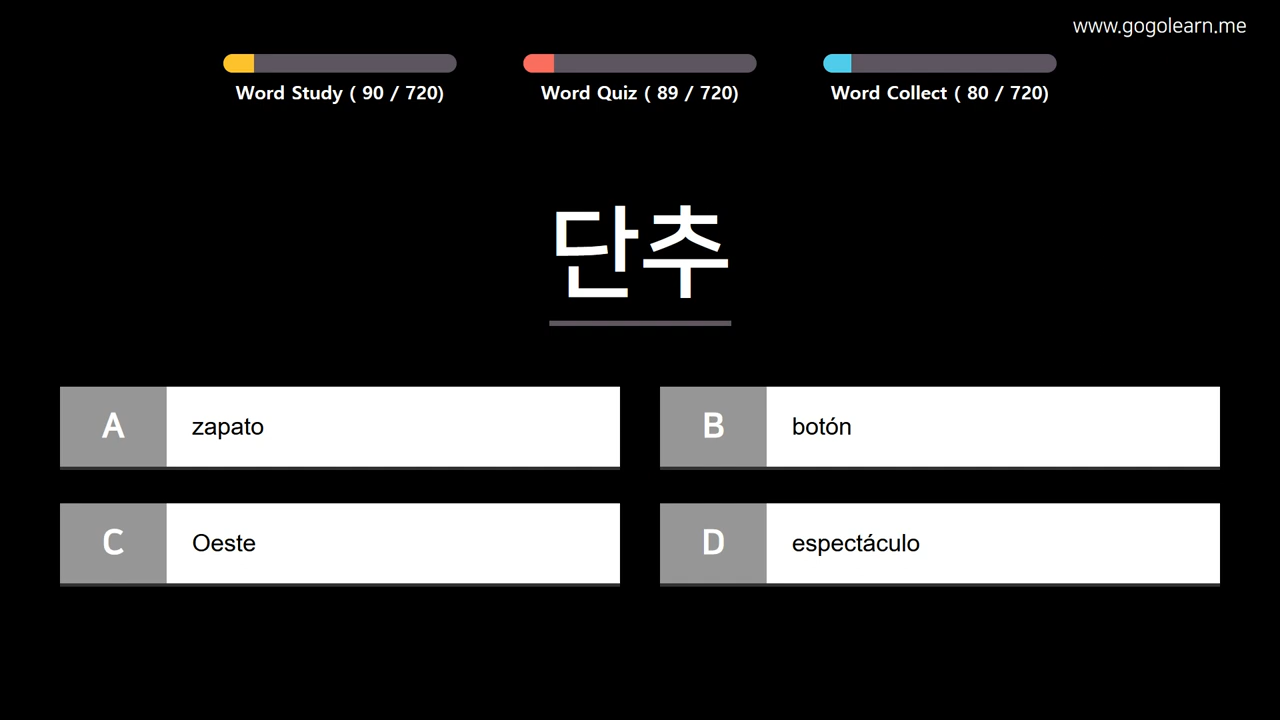 www.gogolearn.me
Word Study ( 90 / 720)
Word Quiz ( 89 / 720)
Word Collect ( 80 / 720)
단추
A zapato
B botón
C Oeste
D espectáculo